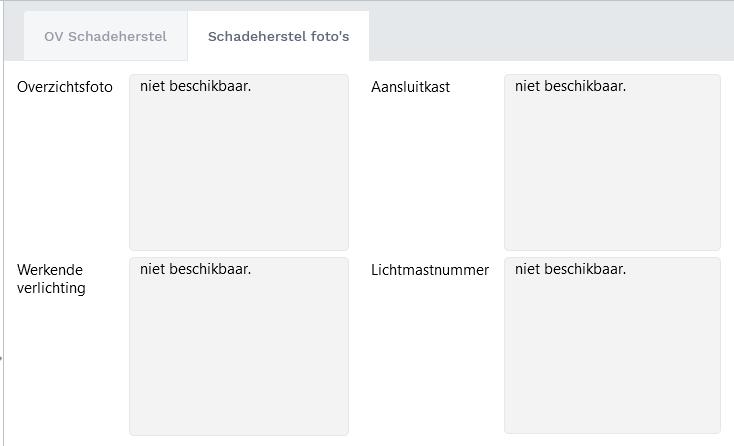 OV Schadeherstel
Schadeherstel foto's
Overzichtsfoto
niet beschikbaar.
Aansluitkast
niet beschikbaar.
Werkende
verlichting
niet beschikbaar.
Lichtmastnummer
niet beschikbaar.